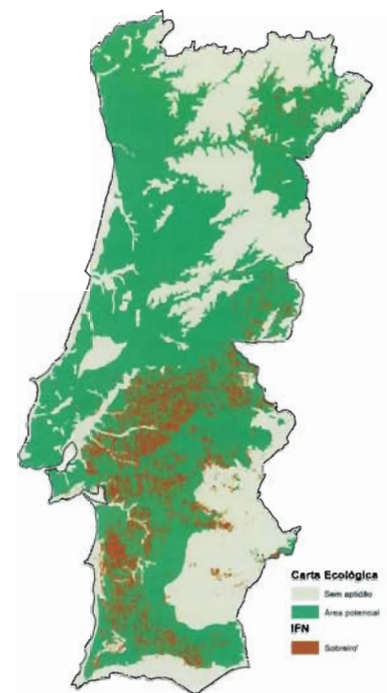 Carta Ecológica
Sem aptidão
Área potencial
IFN
Sobreiro'